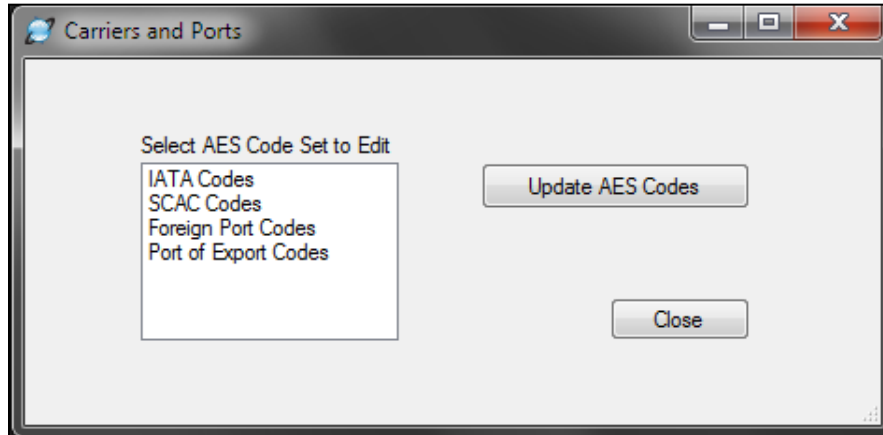 Carriers and Ports
Select AES Code Set to Edit
IATA Codes
SCAC Codes
Foreign Port Codes
Port of Export Codes
Update AES Codes
Close